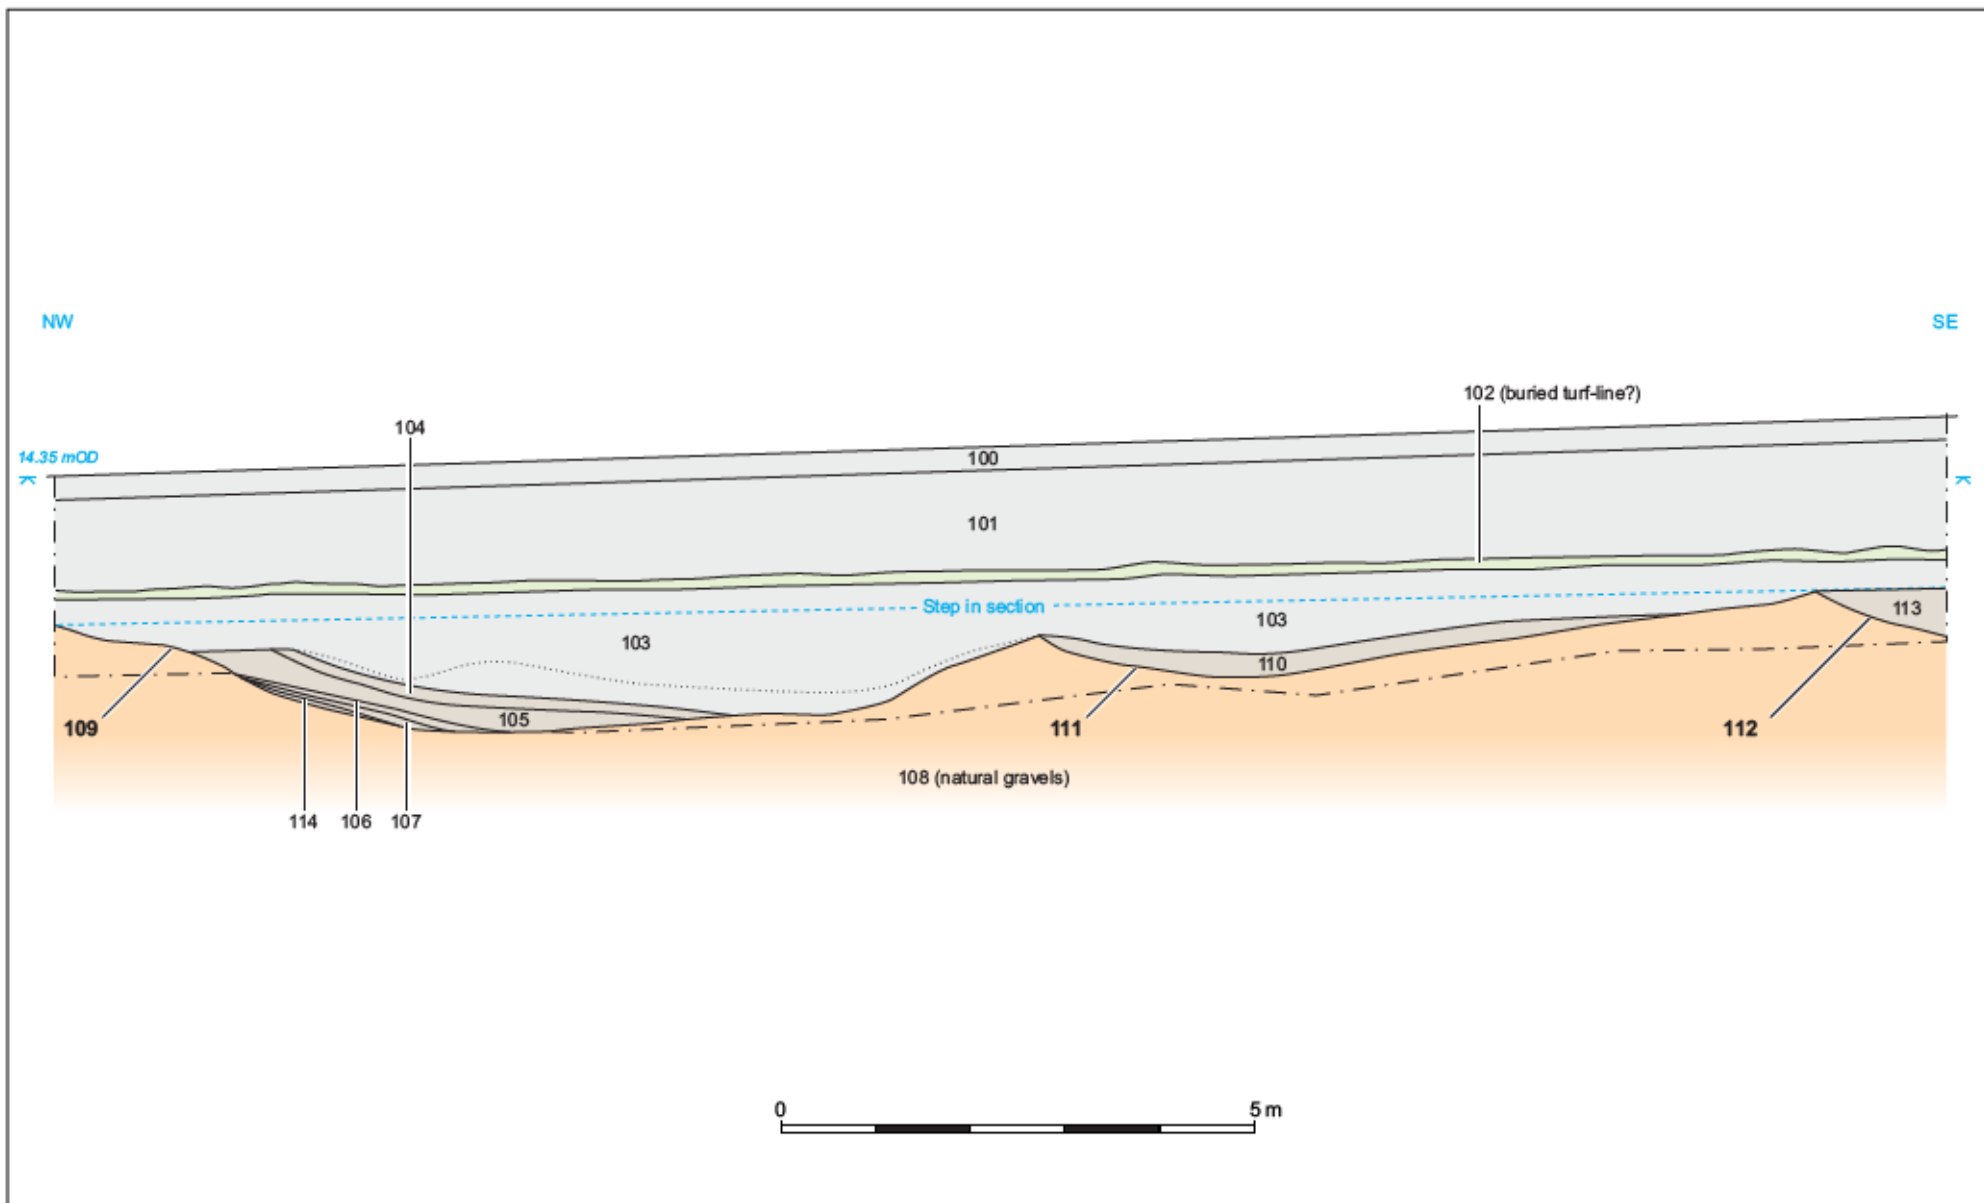 NW
SE
102 (buried turf-line?)
104
14.35 mOD
100
K
K
101
Step in section
113
103
103
110
105
109
111
112
108 (natural gravels)
114
106
107
0
5 m